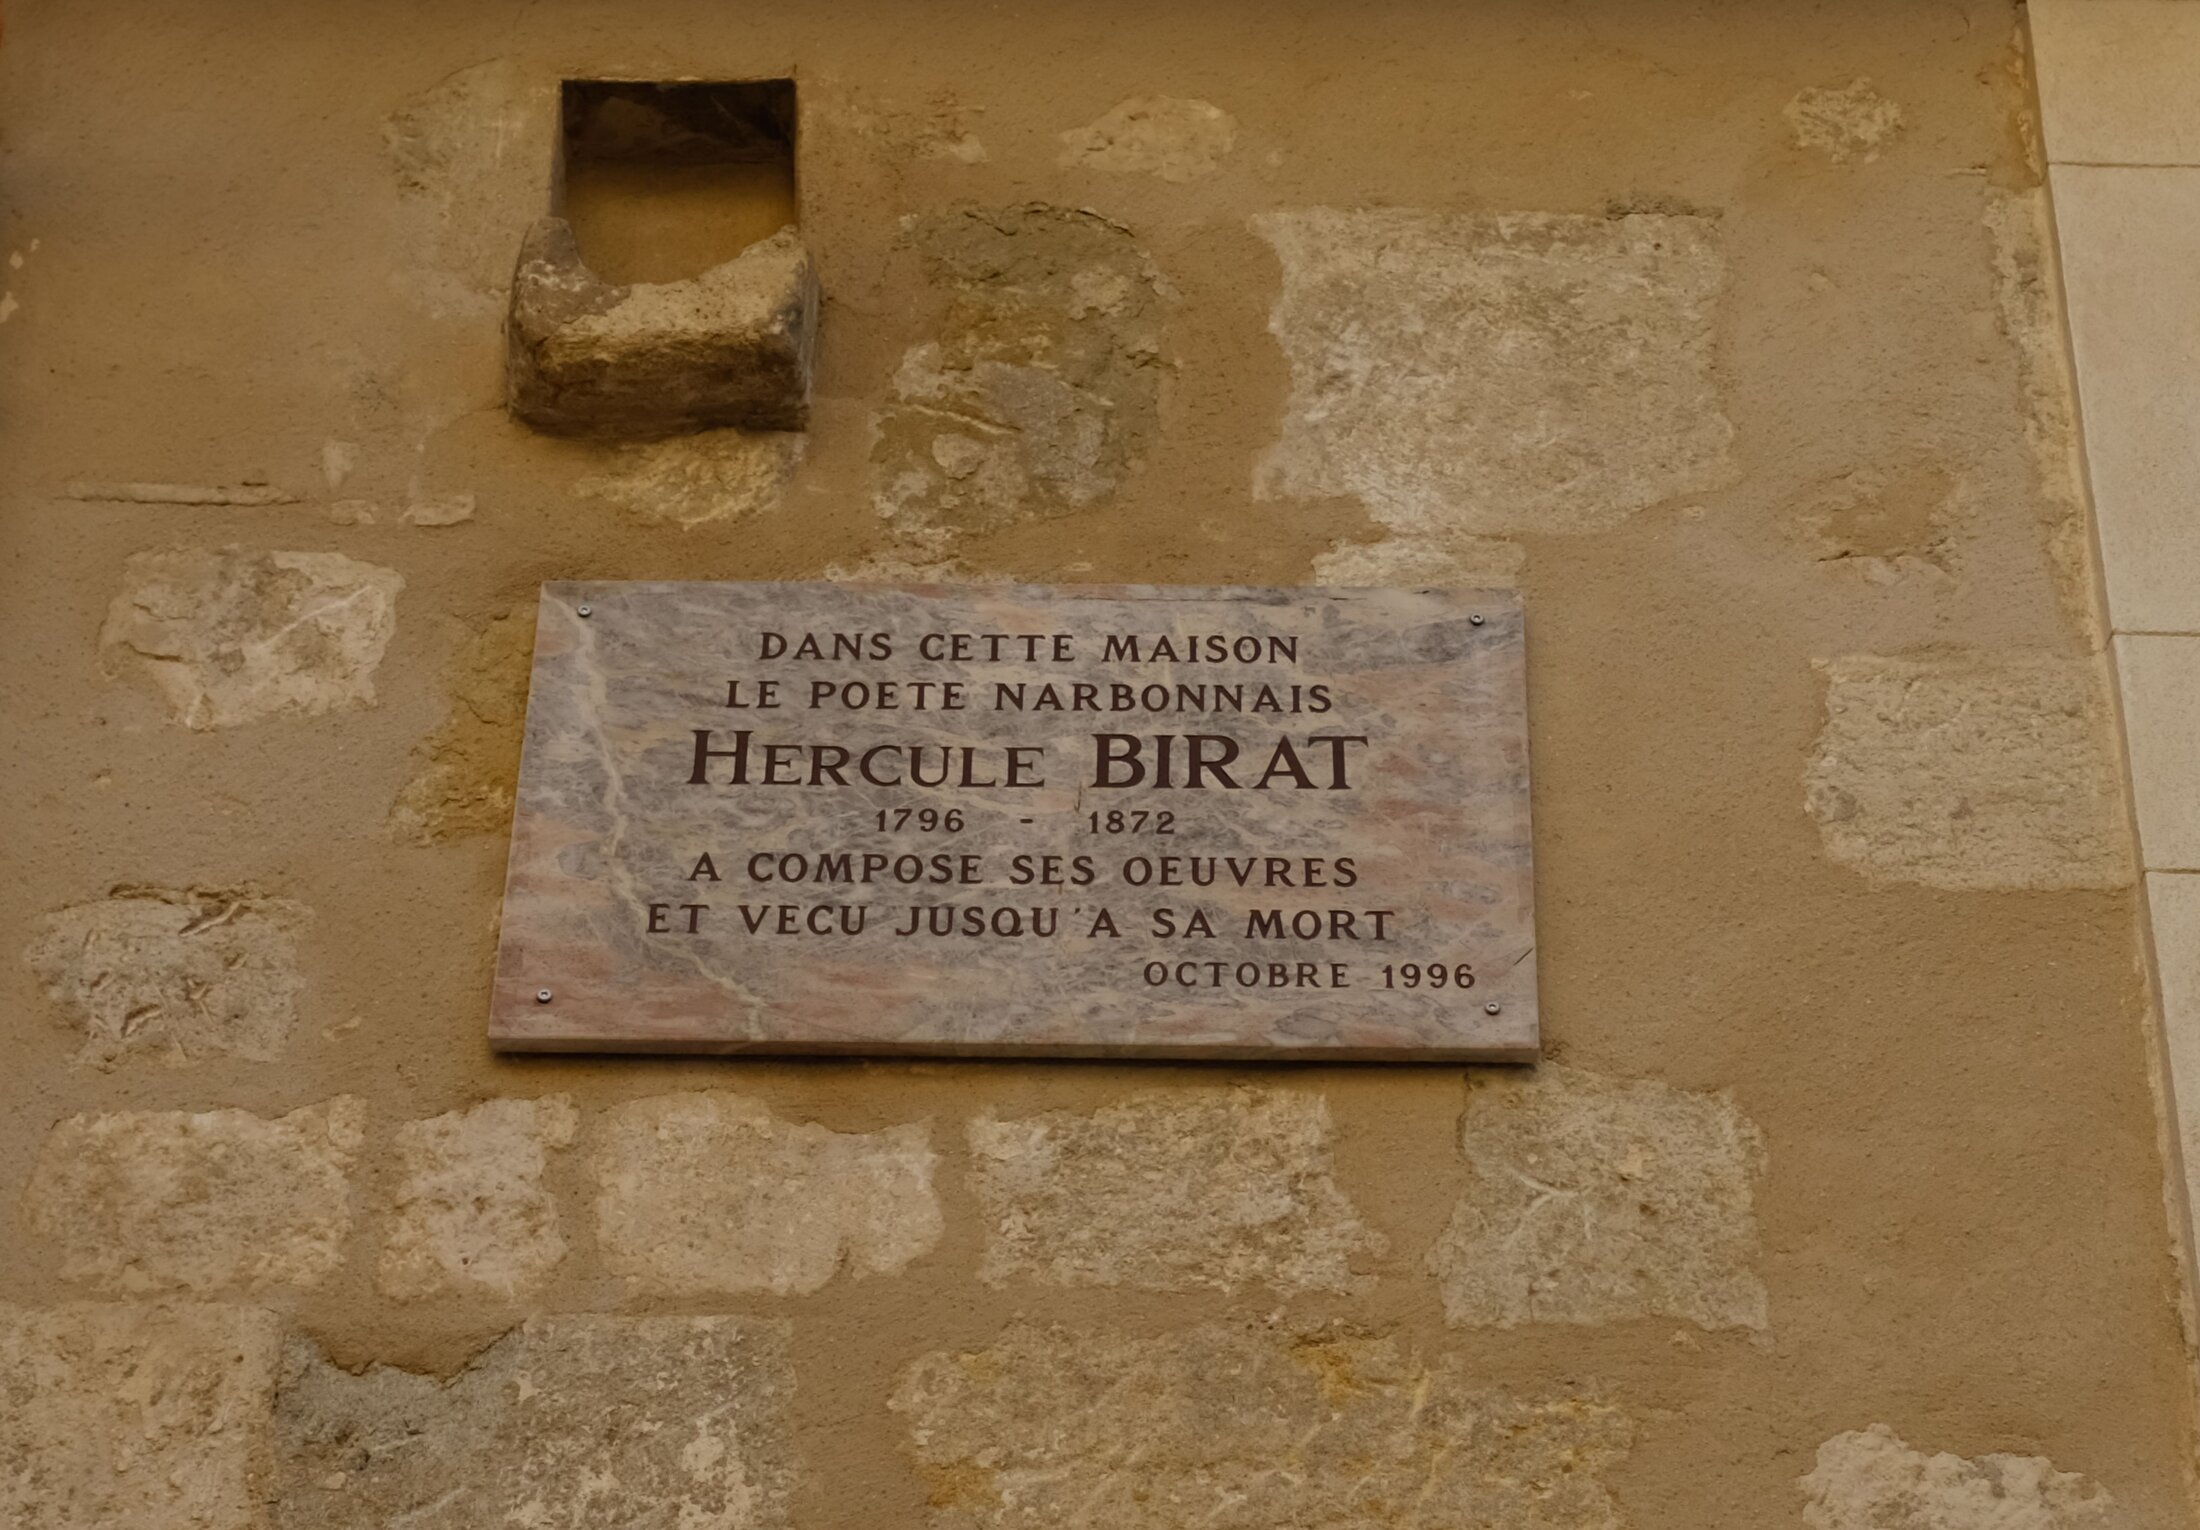 DANS CETTE MAISON
LE POETE NARBONNAIS
HERCULE BIRAT
1796 - 1872
A COMPOSE SES OEUVRES
ET VECU JUSQU'A SA MORT
OCTOBRE 1996